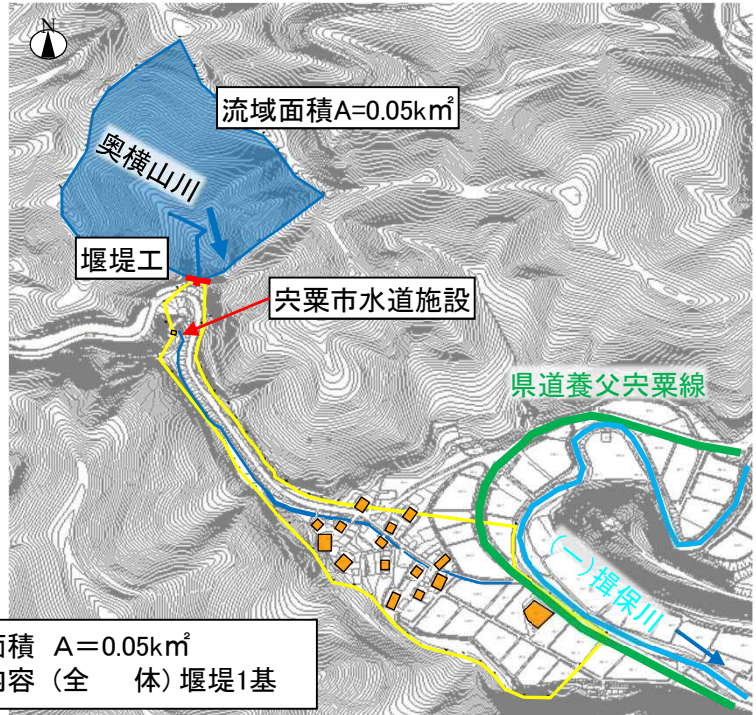 N
流域面積A=0.05k㎡
奥横山川
堰堤工
宍粟市水道施設
県道養父宍粟線
(一)揖保川
面積 A=0.05k㎡
内容 (全 体) 堰堤1基